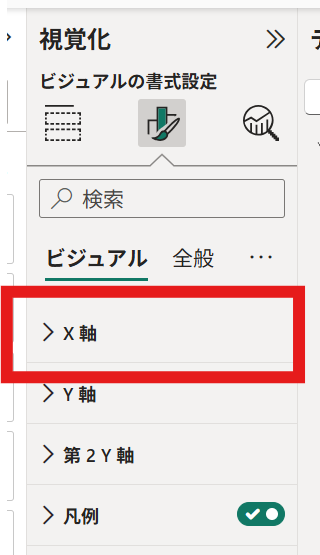 視覚化
ビジュアルの書式設定
検索
ビジュアル 全般 ...
X 軸
Y 軸
第 2 Y 軸
凡例